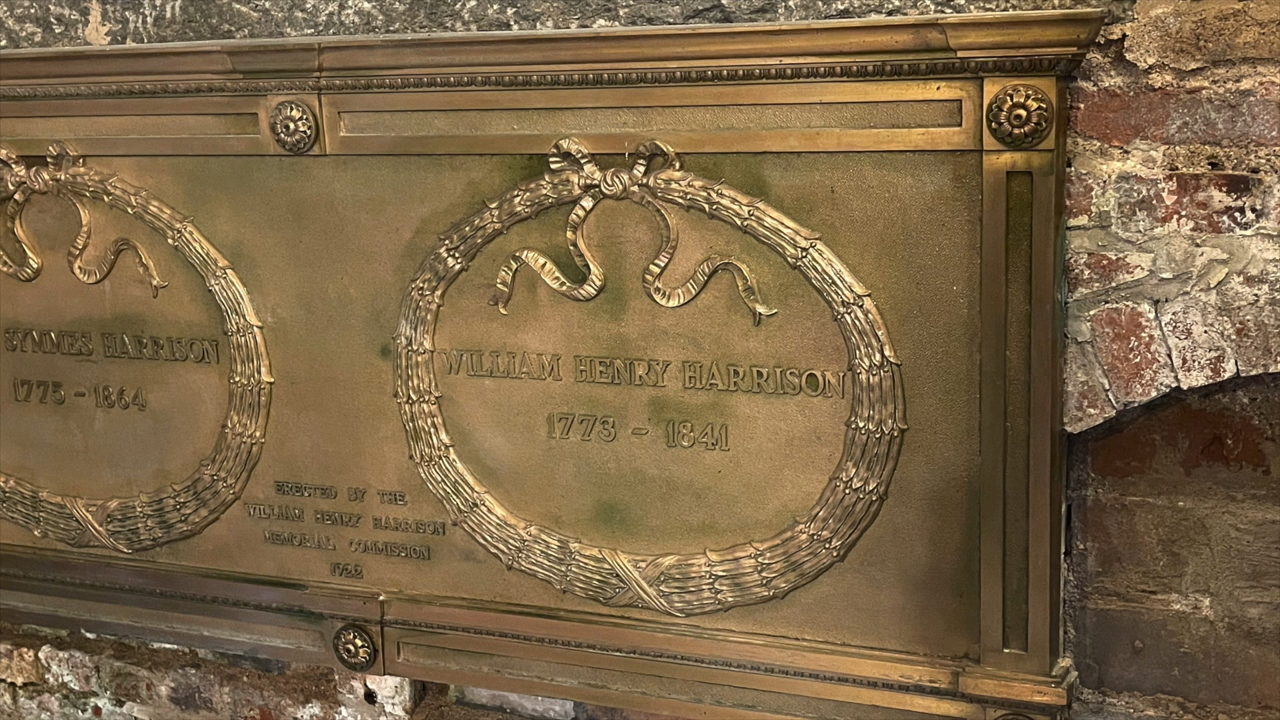 SYMMES HARRISON
1775 - 1864
WILLIAM HENRY HARRISON
1773 - 1841
ERECTED BY THE
WILLIAM HENRY HARRISON
MEMORIAL COMMISSION
1922